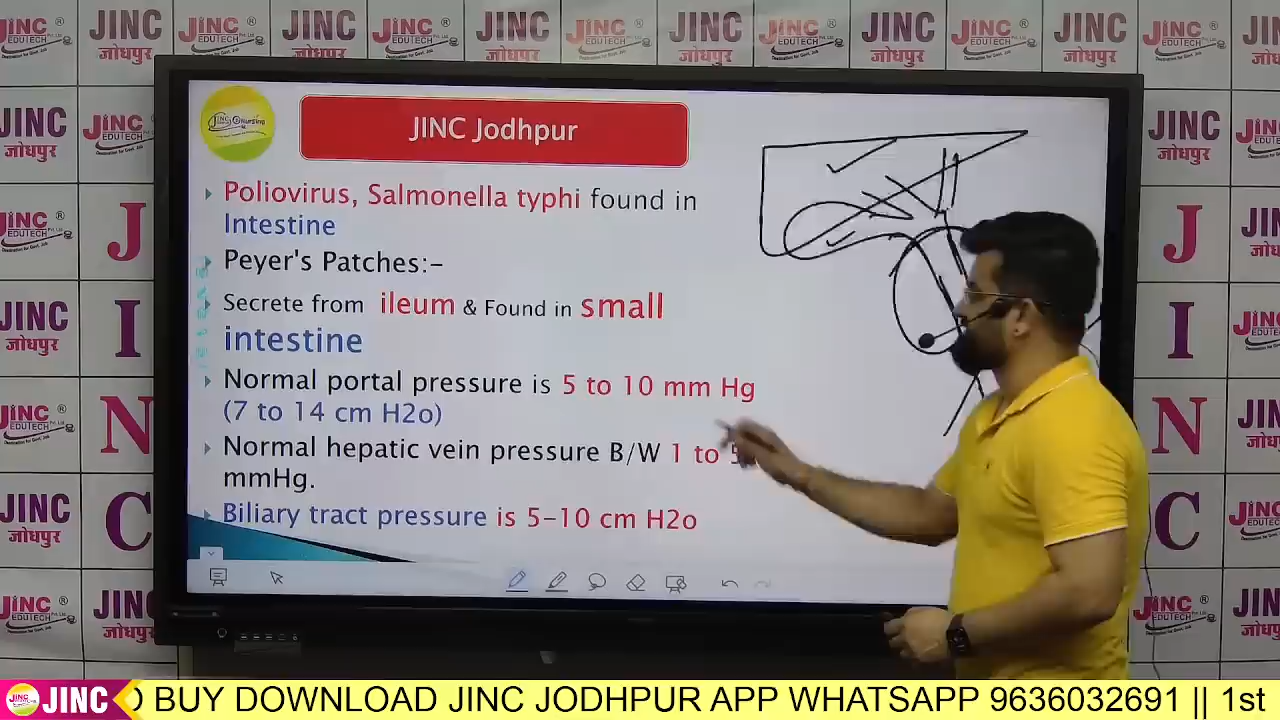 JINC Jodhpur
Poliovirus, Salmonella typhi found in
Intestine
Peyer's Patches:-
Secrete from ileum & Found in small
intestine
Normal portal pressure is 5 to 10 mm Hg
(7 to 14 cm H2o)
Normal hepatic vein pressure B/W 1 to 5
mmHg.
Biliary tract pressure is 5-10 cm H2o
JINC
EDUTECH
जोधपुर
J
I
N
C
J
I
N
C
JINC BUY DOWNLOAD JINC JODHPUR APP WHATSAPP 9636032691 || 1st